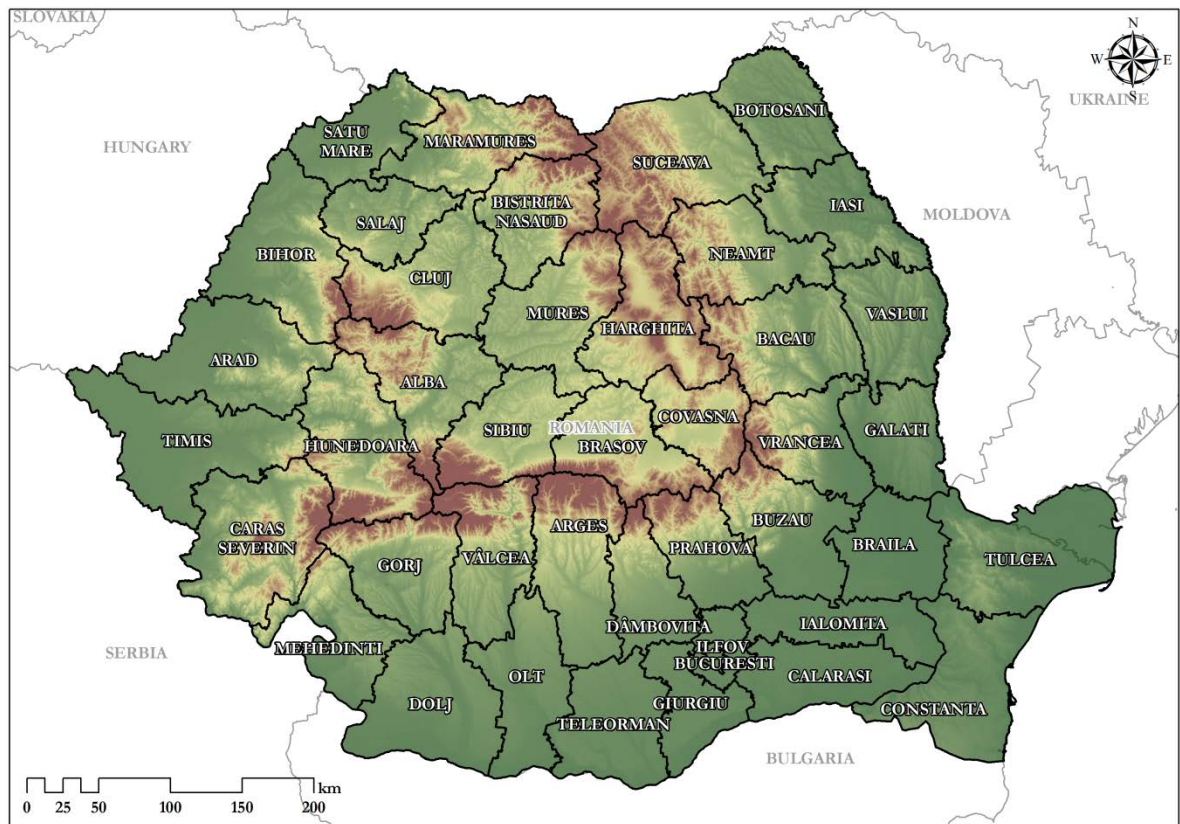 SLOVAKIA
N
W E
S
UKRAINE
BOTOSANI
SATU
MARE
MARAMURES
HUNGARY
SUCEAVA
BISTRITA
NASAUD
IASI
SALAJ
MOLDOVA
BIHOR
NEAMT
CLUJ
MURES
VASLUI
HARGHITA
BACAU
ARAD
ALBA
COVASNA
SIBIU
ROMANIA
GALATI
TIMIS
HUNEDOARA
BRASOV
VRANCEA
CARAS
SEVERIN
ARGES
BUZAU
BRAILA
PRAHOVA
TULCEA
GORJ
VÂLCEA
DÂMBOVITA
IALOMITA
MEHEDINTI
ILFOV
SERBIA
BUCURESTI
OLT
CALARASI
DOLJ
GIURGIU
CONSTANTA
TELEORMAN
BULGARIA
km
0 25 50 100 150 200